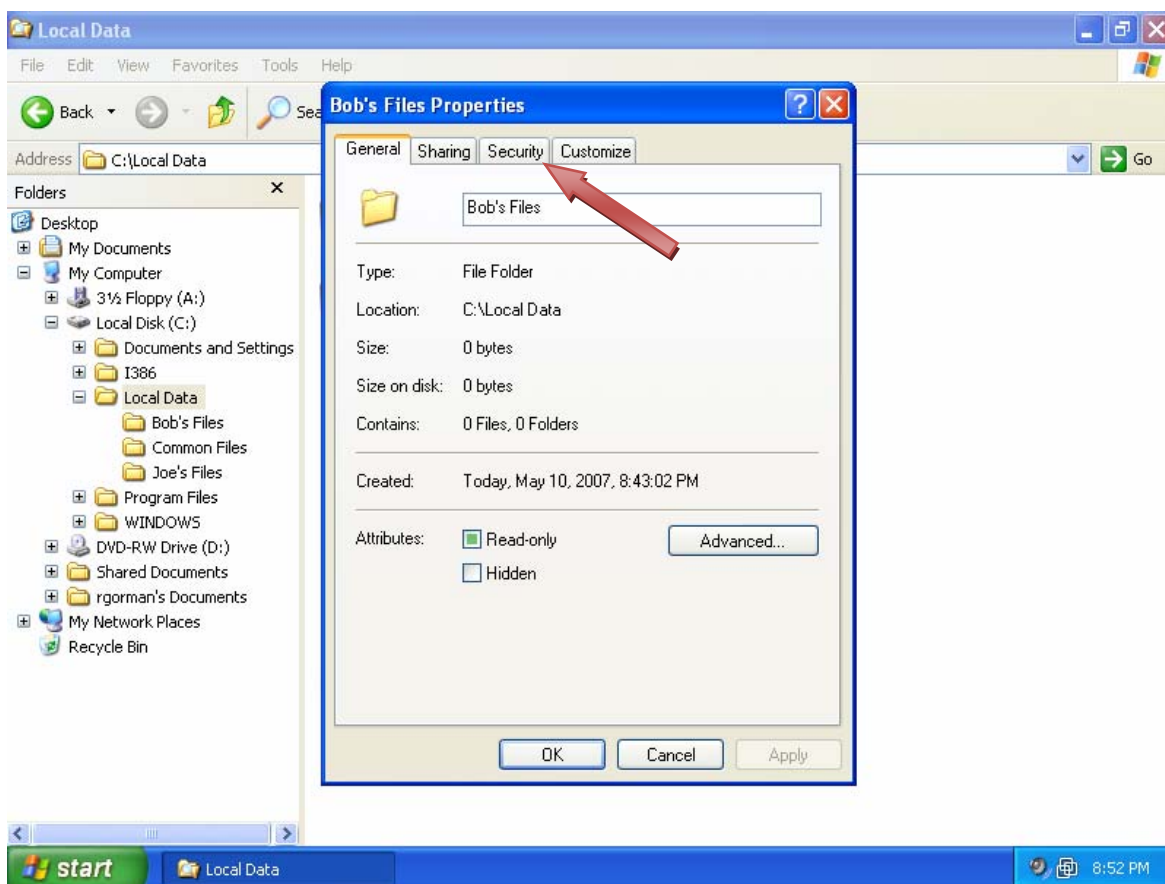 Local Data
File Edit View Favorites Tools Help
Back Sea
Address C:\Local Data Go
Folders
Desktop
My Documents
My Computer
3½ Floppy (A:)
Local Disk (C:)
Documents and Settings
I386
Local Data
Bob's Files
Common Files
Joe's Files
Program Files
WINDOWS
DVD-RW Drive (D:)
Shared Documents
rgorman's Documents
My Network Places
Recycle Bin
Bob's Files Properties
General Sharing Security Customize
Bob's Files
Type: File Folder
Location: C:\Local Data
Size: 0 bytes
Size on disk: 0 bytes
Contains: 0 Files, 0 Folders
Created: Today, May 10, 2007, 8:43:02 PM
Attributes: Read-only Advanced...
Hidden
OK Cancel Apply
start Local Data 8:52 PM